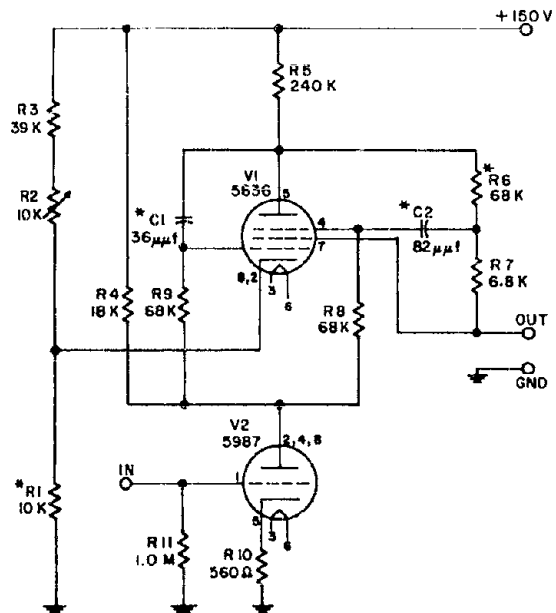 +150V
R5
240K
R3
39K
V1
5636
5
R6
*
68K
R2
10K
*C1
36μμf
4
*C2
7
82μμf
8,2
3
6
R4
18K
R9
68K
R8
68K
R7
6.8K
OUT
GND
V2
5987
2,4,8
IN
1
*R1
10K
5
3
6
R11
1.0M
R10
560Ω